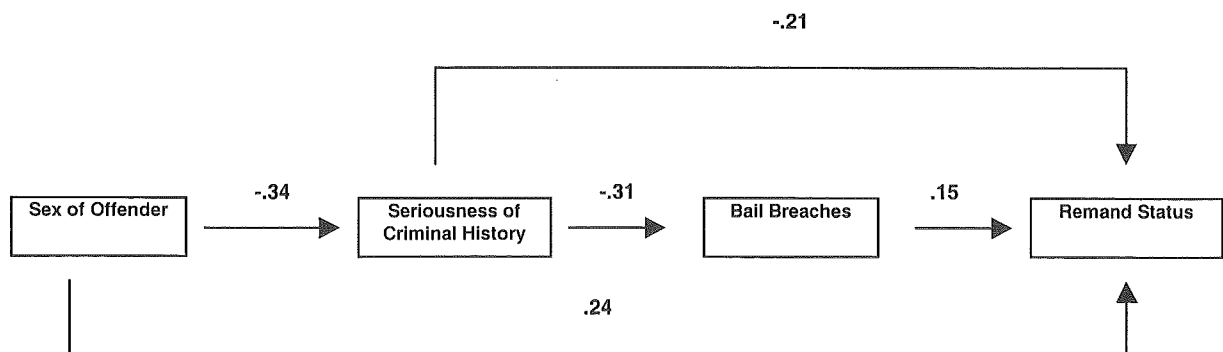 -.21
-.34
-.31
.15
Sex of Offender
Seriousness of
Criminal History
Bail Breaches
Remand Status
.24